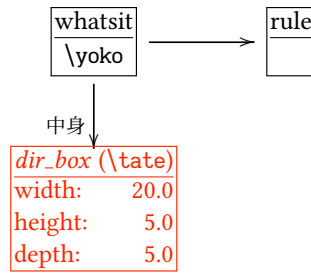 whatsit
\yoko
rule
中身
dir_box (\tate)
width: 20.0
height: 5.0
depth: 5.0